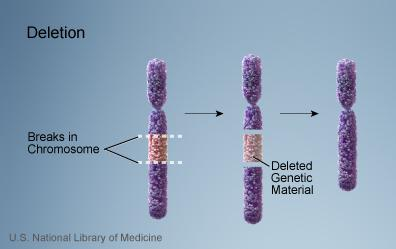 Deletion
Breaks in
Chromosome
Deleted
Genetic
Material
U.S. National Library of Medicine